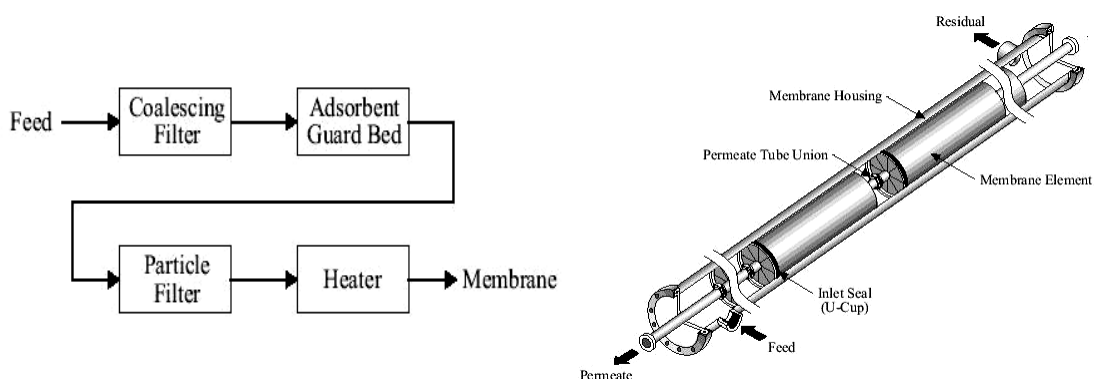 Feed
Coalescing
Filter
Adsorbent
Guard Bed
Particle
Filter
Heater
Membrane
Residual
Membrane Housing
Permeate Tube Union
Membrane Element
Inlet Seal
(U-Cup)
Feed
Permeate